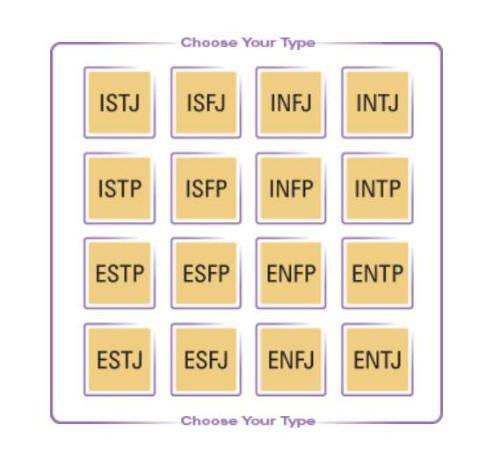 Choose Your Type
ISTJ ISFJ INFJ INTJ
ISTP ISFP INFP INTP
ESTP ESFP ENFP ENTP
ESTJ ESFJ ENFJ ENTJ
Choose Your Type